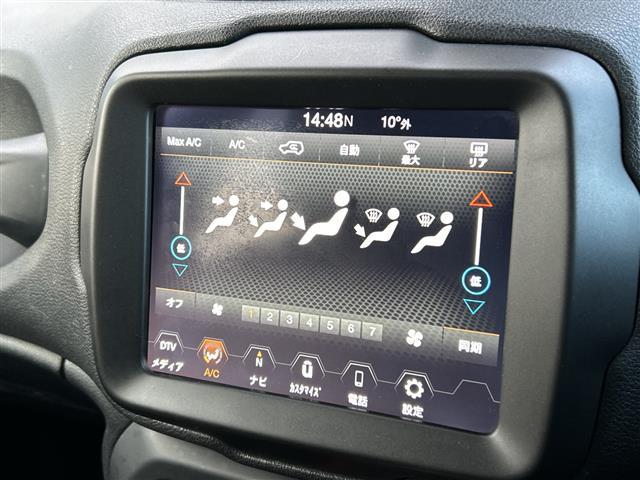 14:48N 10°外
Max A/C A/C 自動 最大 リア
低 低
オフ 1 2 3 4 5 6 7 同期
DTV
メディア A/C N ナビ ū カスタマイズ 電話 設定